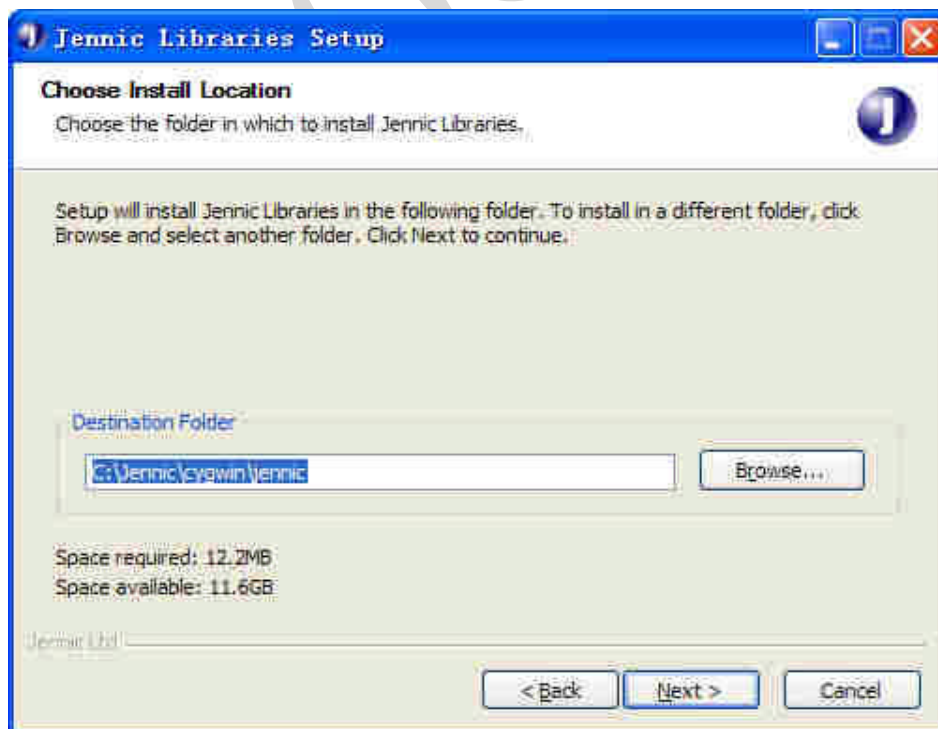 Jennic Libraries Setup
Choose Install Location
Choose the folder in which to install Jennic Libraries.
Setup will install Jennic Libraries in the following folder. To install in a different folder, click
Browse and select another folder. Click Next to continue.
Destination Folder
C:\Jennic\cygwin\jennic
Browse...
Space required: 12.2MB
Space available: 11.6GB
Jennic Ltd
< Back
Next >
Cancel